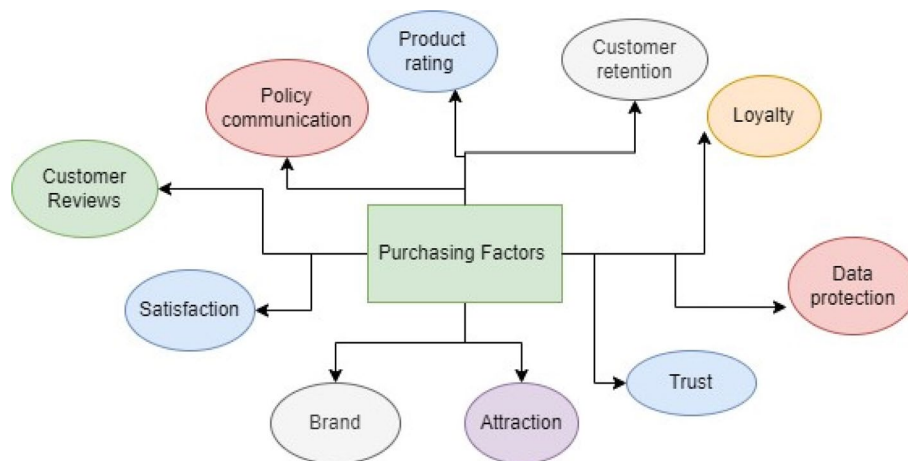 Product
rating
Customer
retention
Policy
communication
Loyalty
Customer
Reviews
Purchasing Factors
Data
protection
Satisfaction
Trust
Brand
Attraction